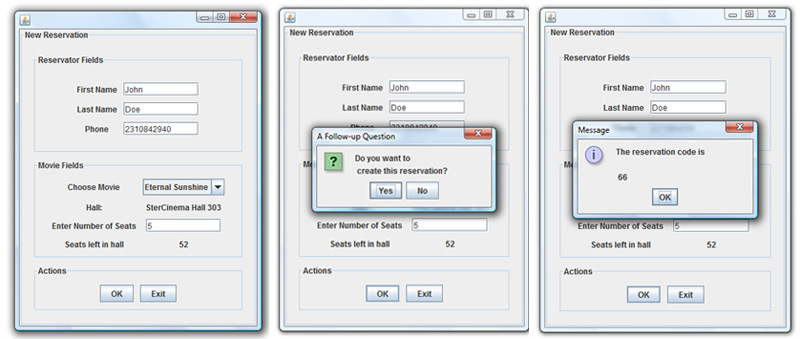 New Reservation
Reservator Fields
First Name John
Last Name Doe
Phone 2310842940
Movie Fields
Choose Movie Eternal Sunshine
Hall: SterCinema Hall 303
Enter Number of Seats 5
Seats left in hall 52
Actions
OK Exit
New Reservation
Reservator Fields
First Name John
Last Name Doe
Phone 2310842940
A Follow-up Question
Do you want to
create this reservation?
Yes No
Hall:
Enter Number of Seats 5
Seats left in hall 52
Actions
OK Exit
New Reservation
Reservator Fields
First Name John
Last Name Doe
Message
The reservation code is
66
OK
Enter Number of Seats 5
Seats left in hall 52
Actions
OK Exit